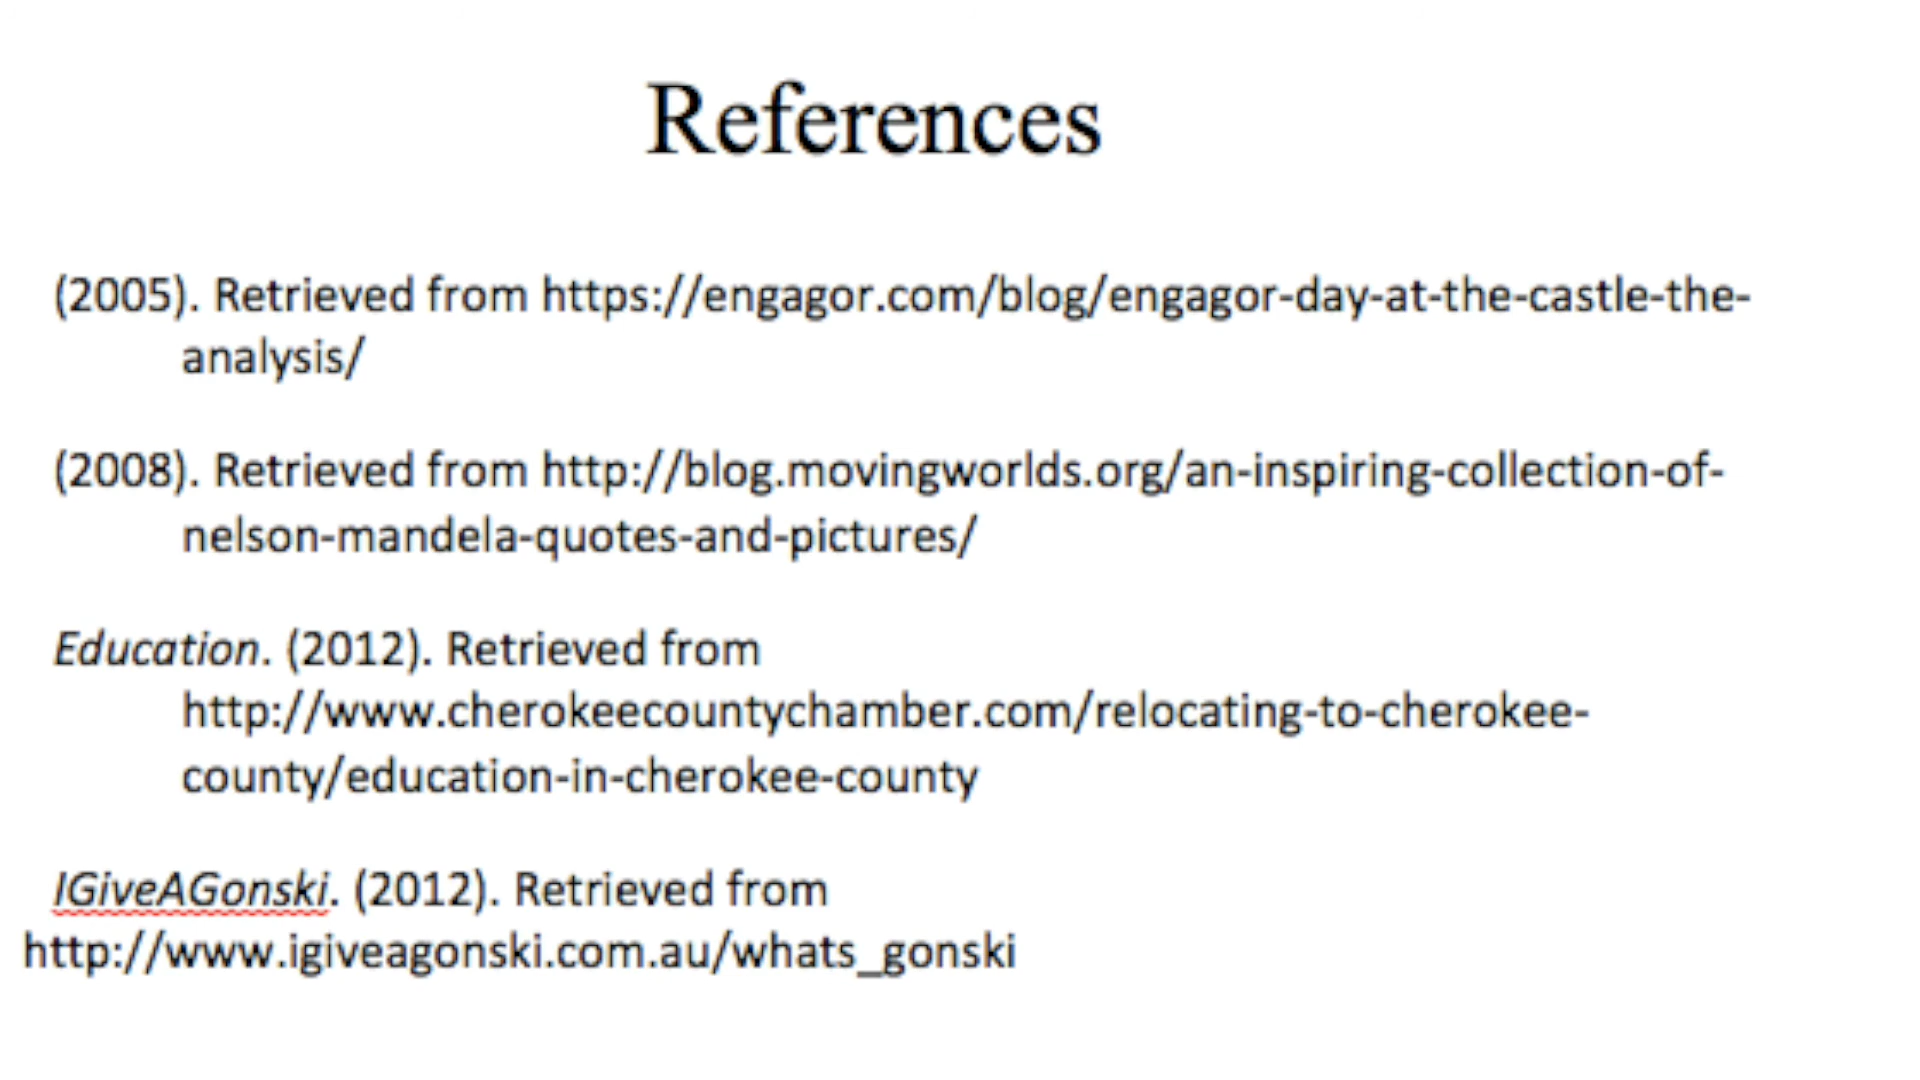 References
(2005). Retrieved from https://engagor.com/blog/engagor-day-at-the-castle-the-
analysis/
(2008). Retrieved from http://blog.movingworlds.org/an-inspiring-collection-of-
nelson-mandela-quotes-and-pictures/
Education. (2012). Retrieved from
http://www.cherokeecountychamber.com/relocating-to-cherokee-
county/education-in-cherokee-county
IGiveAGonski. (2012). Retrieved from
http://www.igiveagonski.com.au/whats_gonski